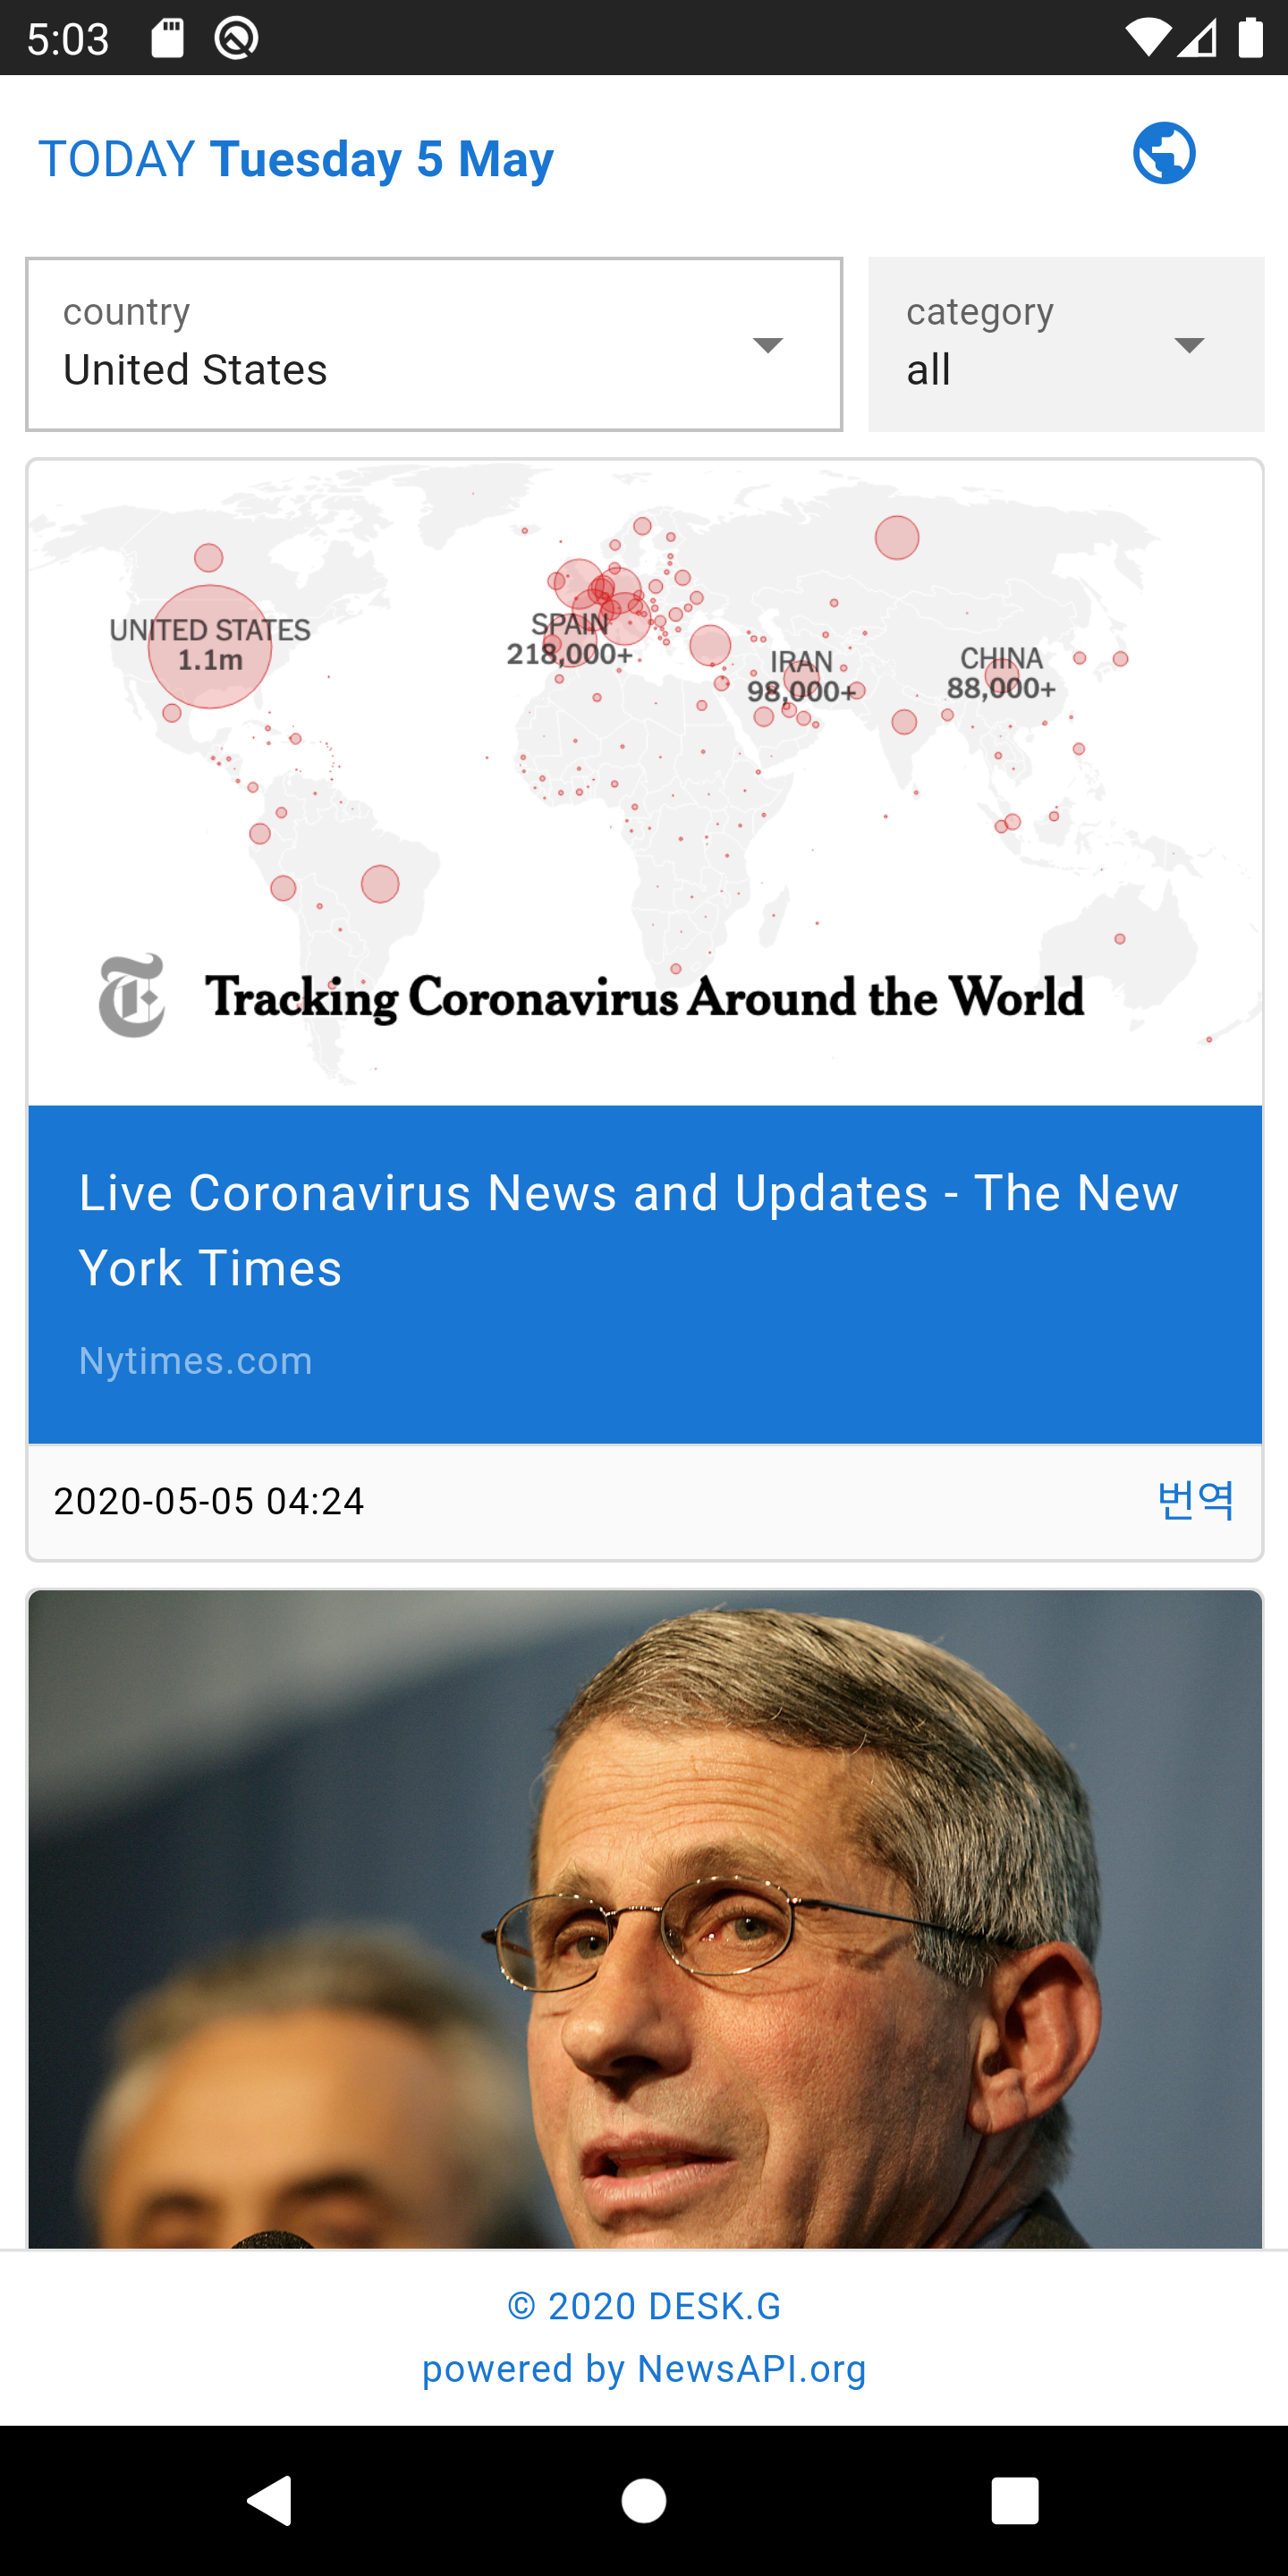 5:03
TODAY Tuesday 5 May
country
United States
category
all
UNITED STATES
1.1m
SPAIN
218,000+
IRAN
98,000+
CHINA
88,000+
Tracking Coronavirus Around the World
Live Coronavirus News and Updates - The New
York Times
Nytimes.com
2020-05-05 04:24
번역
© 2020 DESK.G
powered by NewsAPI.org